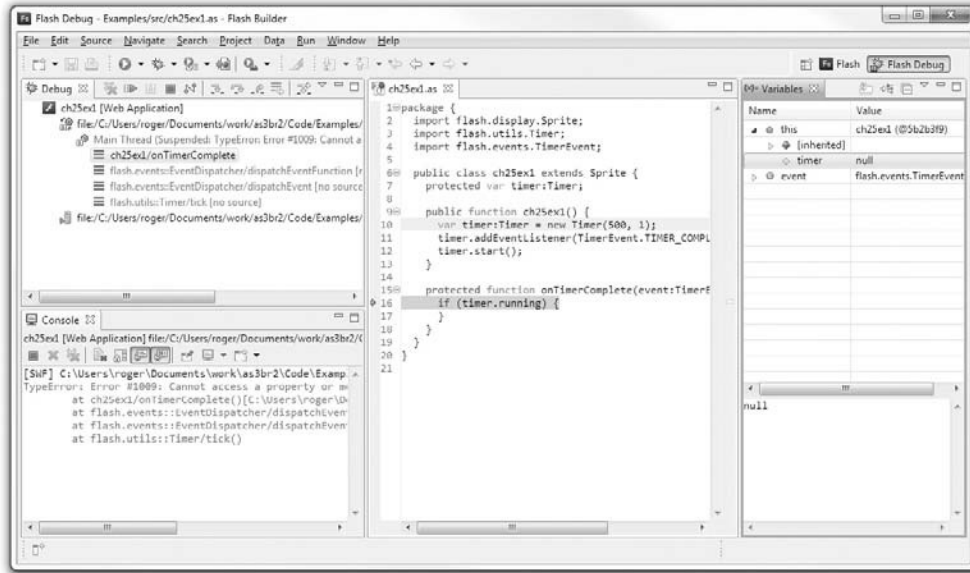 Flash Debug - Examples/src/ch25ex1.as - Flash Builder
File Edit Source Navigate Search Project Data Run Window Help
Flash Flash Debug
Debug
ch25ex1 [Web Application]
file:/C:/Users/roger/Documents/work/as3br2/Code/Examples/
Main Thread (Suspended: TypeError: Error #1009: Cannot a
ch25ex1/onTimerComplete
flash.events::EventDispatcher/dispatchEventFunction [r
flash.events::EventDispatcher/dispatchEvent [no source
flash.utils::Timer/tick [no source]
file:/C:/Users/roger/Documents/work/as3br2/Code/Examples/
Console
ch25ex1 [Web Application] file:/C:/Users/roger/Documents/work/as3br2/C
[SWF] C:\Users\roger\Documents\work\as3br2\Code\Examp
TypeError: Error #1009: Cannot access a property or m
at ch25ex1/onTimerComplete()[C:\Users\roger\D
at flash.events::EventDispatcher/dispatchEven
at flash.events::EventDispatcher/dispatchEven
at flash.utils::Timer/tick()
ch25ex1.as
1 package {
2 import flash.display.Sprite;
3 import flash.utils.Timer;
4 import flash.events.TimerEvent;
5
6 public class ch25ex1 extends Sprite {
7 protected var timer:Timer;
8
9 public function ch25ex1() {
10 var timer:Timer = new Timer(500, 1);
11 timer.addEventListener(TimerEvent.TIMER_COMPL
12 timer.start();
13 }
14
15 protected function onTimerComplete(event:TimerE
16 if (timer.running) {
17 }
18 }
19 }
20 }
21
Variables
Name Value
this ch25ex1 (@5b2b3f9)
[inherited]
timer null
event flash.events.TimerEvent
null